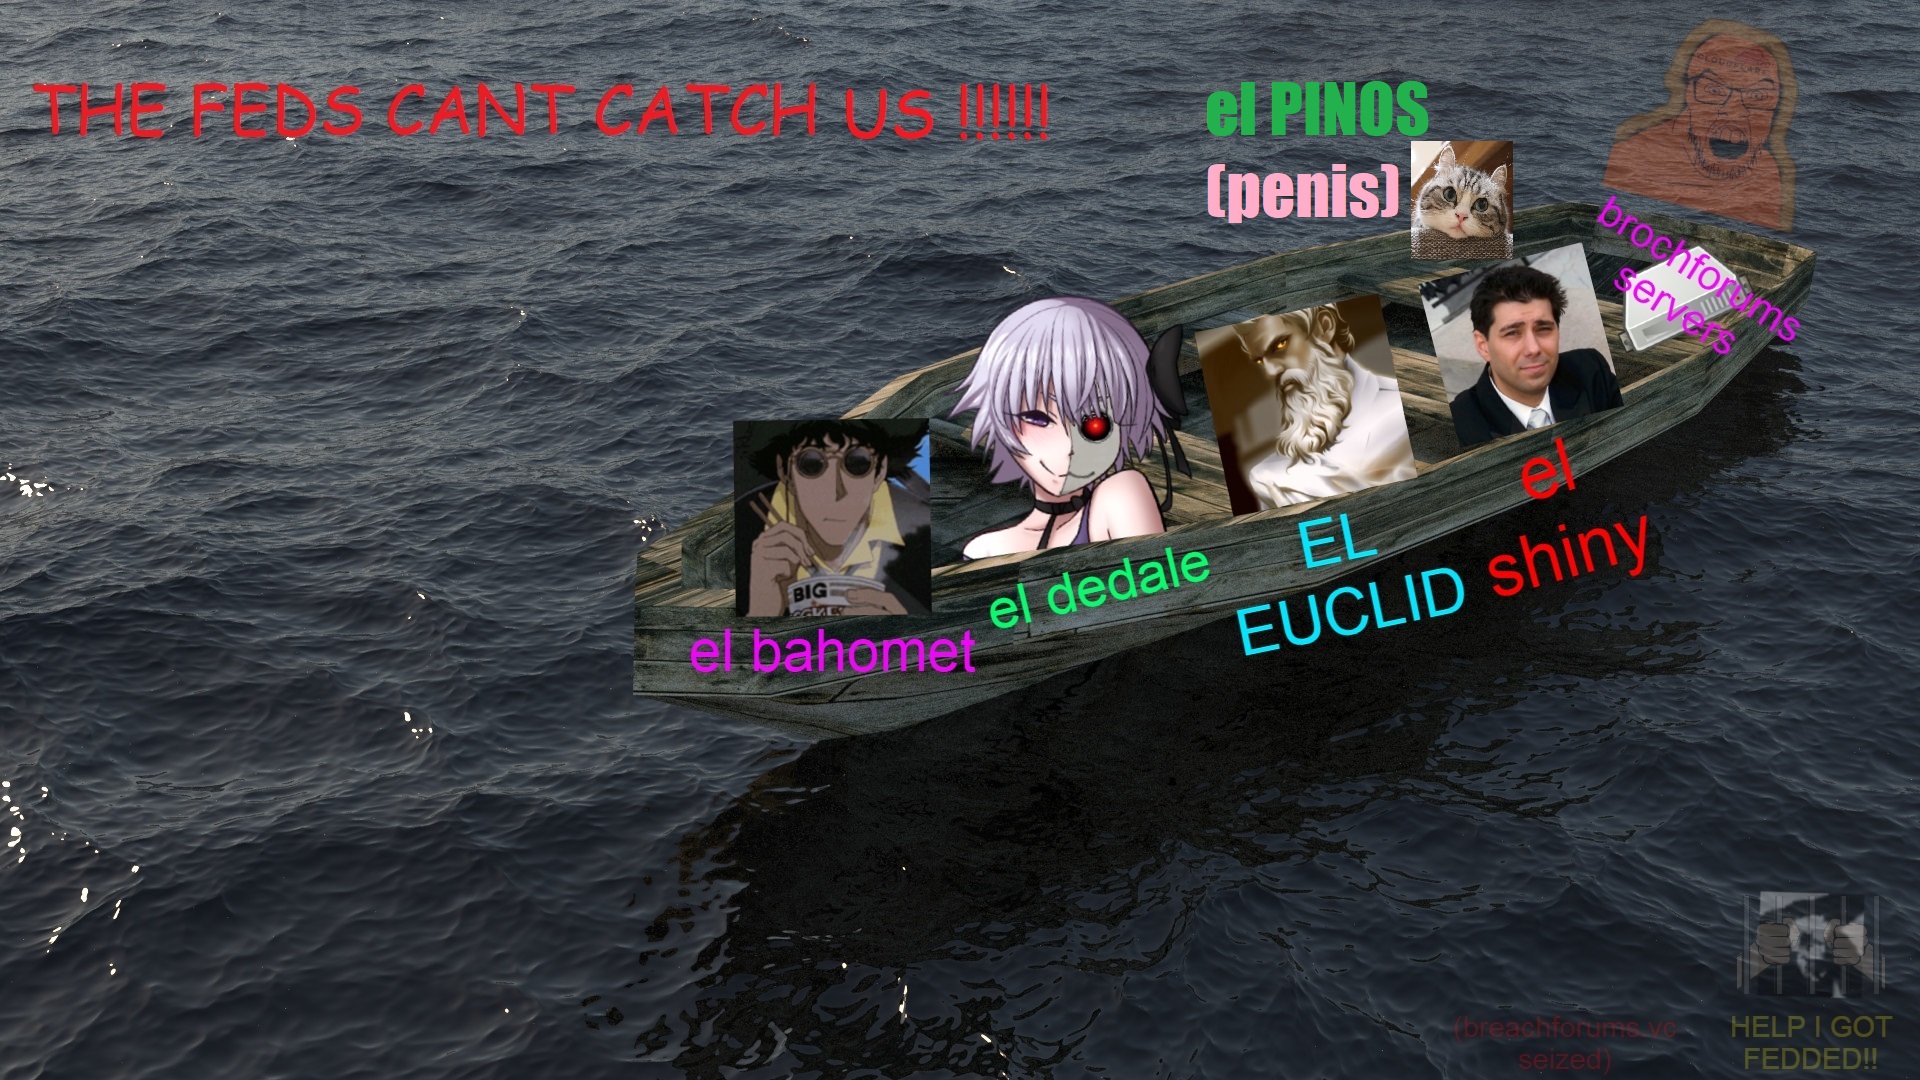 THE FEDS CANT CATCH US !!!!!!
el PINOS
(penis)
CLOUDFLARE
brochforums
servers
BIG
el bahomet
el dedale
EL
EUCLID
el
shiny
(breachforums.vc
seized)
HELP I GOT
FEDDED!!